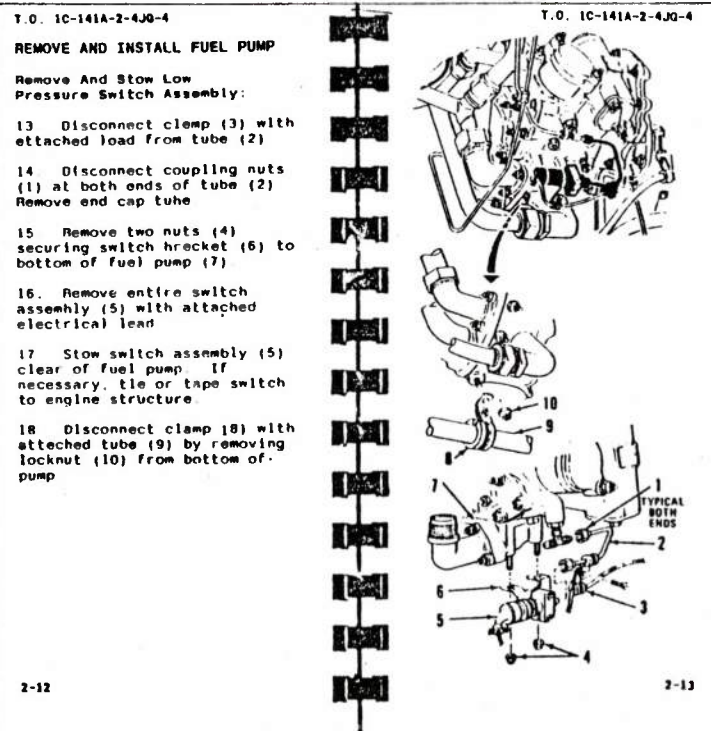 T.O. 1C-141A-2-4JG-4
REMOVE AND INSTALL FUEL PUMP
Remove And Stow Low
Pressure Switch Assembly:
13 Disconnect clamp (3) with
attached load from tube (2)
14. Disconnect coupling nuts
(1) at both ends of tube (2)
Remove end cap tube
15 Remove two nuts (4)
securing switch bracket (6) to
bottom of fuel pump (7)
16. Remove entire switch
assembly (5) with attached
electrical lead
17 Stow switch assembly (5)
clear of fuel pump. If
necessary, tie or tape switch
to engine structure
18 Disconnect clamp (8) with
attached tube (9) by removing
locknut (10) from bottom of
pump
2-12
T.O. 1C-141A-2-4JG-4
10
9
8
7
1
TYPICAL
BOTH
ENDS
2
6
3
5
4
2-13